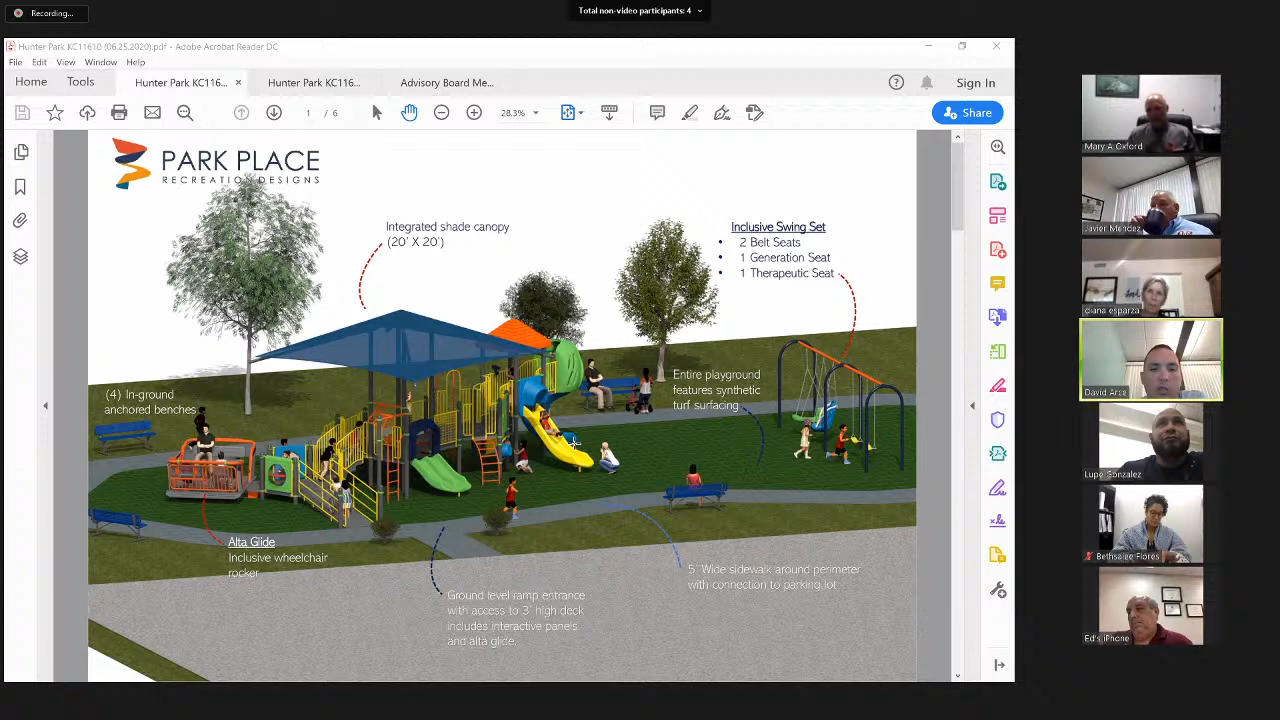 Recording...
Total non-video participants: 4
Hunter Park KC11610 (06.25.2020).pdf - Adobe Acrobat Reader DC
File Edit View Window Help
Home Tools Hunter Park KC116... × Hunter Park KC116... Advisory Board Me... Sign In
1 / 6 28.3% Share
PARK PLACE
RECREATION DESIGNS
Integrated shade canopy
(20' X 20')
Inclusive Swing Set
• 2 Belt Seats
• 1 Generation Seat
• 1 Therapeutic Seat
(4) In-ground
anchored benches
Entire playground
features synthetic
turf surfacing
Alta Glide
Inclusive wheelchair
rocker
Ground level ramp entrance
with access to 3' high deck
includes interactive panels
and alta glide.
5' Wide sidewalk around perimeter
with connection to parking lot
Mary A Oxford
Javier Mendez
diana esparza
David Arce
Lupe Gonzalez
Bethsaige Flores
Ed's iPhone